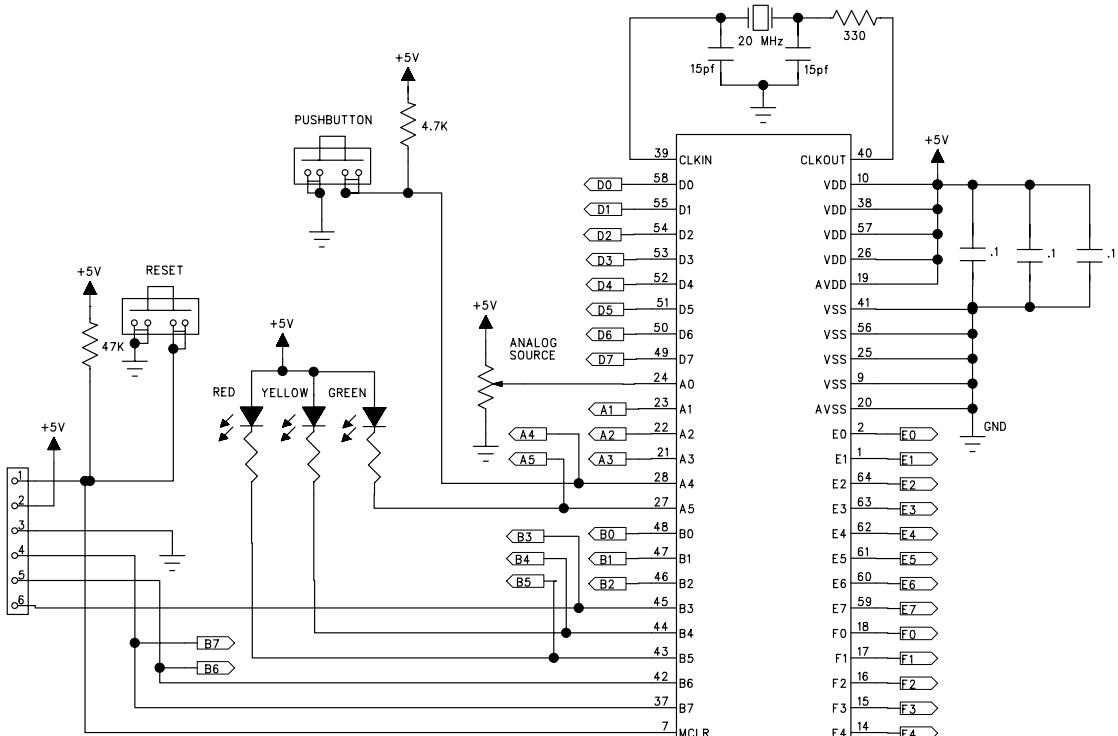 20 MHz
330
15pf
15pf
+5V
4.7K
PUSHBUTTON
+5V
RESET
47K
+5V
1
2
3
4
5
6
+5V
RED
YELLOW
GREEN
+5V
ANALOG
SOURCE
39 CLKIN
D0 58 D0
D1 55 D1
D2 54 D2
D3 53 D3
D4 52 D4
D5 51 D5
D6 50 D6
D7 49 D7
24 A0
A1 23 A1
A4 A2 22 A2
A5 A3 21 A3
28 A4
27 A5
B3 B0 48 B0
B4 B1 47 B1
B5 B2 46 B2
45 B3
44 B4
43 B5
42 B6
37 B7
7 MCLR
B7
B6
CLKOUT 40
+5V
VDD 10
VDD 38
VDD 57
VDD 26
AVDD 19
VSS 41
VSS 56
VSS 25
VSS 9
AVSS 20
.1
.1
.1
GND
E0 2 E0
E1 1 E1
E2 64 E2
E3 63 E3
E4 62 E4
E5 61 E5
E6 60 E6
E7 59 E7
F0 18 F0
F1 17 F1
F2 16 F2
F3 15 F3
F4 14 F4